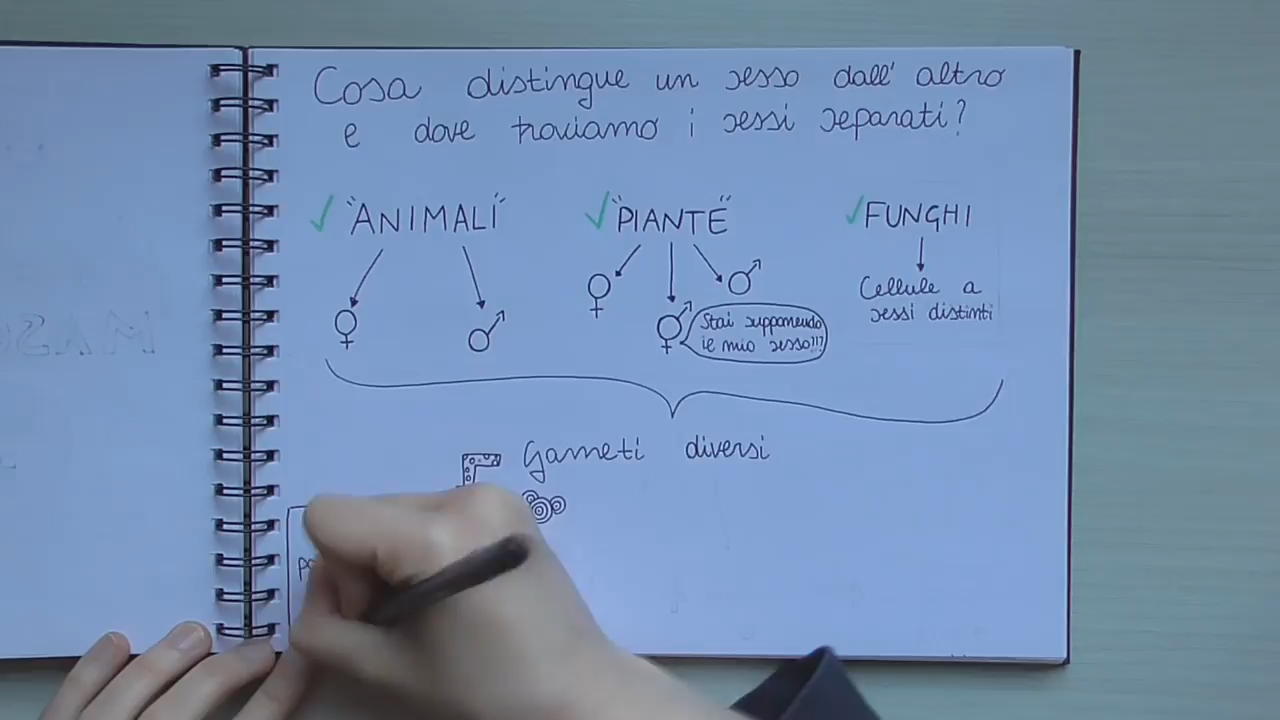 Cosa distingue un sesso dall' altro
e dove troviamo i sessi separati?
"ANIMALI"
"PIANTE"
FUNGHI
Cellule a
sessi distinti
Stai supponendo
il mio sesso!!?
Gameti diversi